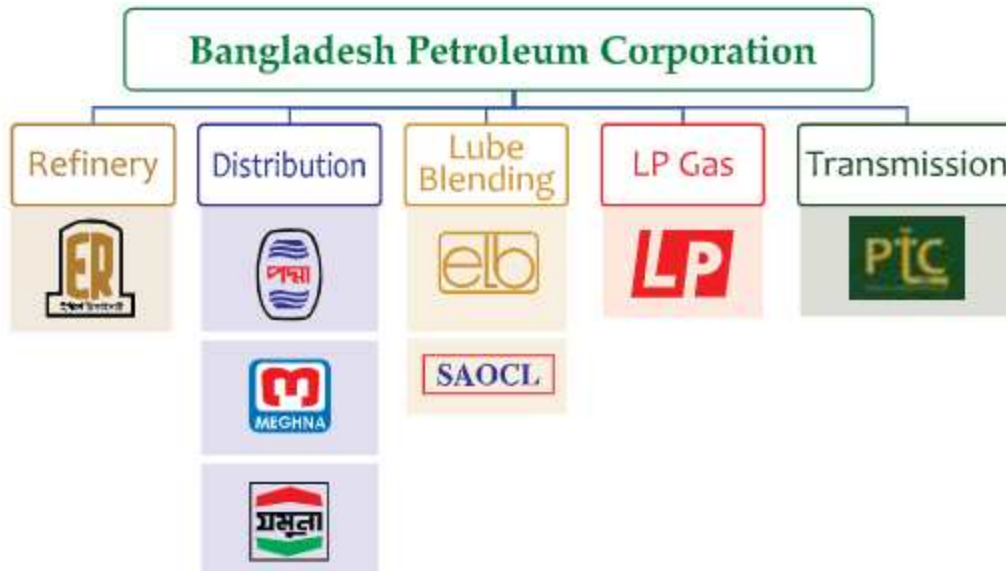 Bangladesh Petroleum Corporation
Refinery
Distribution
Lube
Blending
LP Gas
Transmission
ER
পদ্মা
elb
LP
PTC
MEGHNA
SAOCL
যমুনা